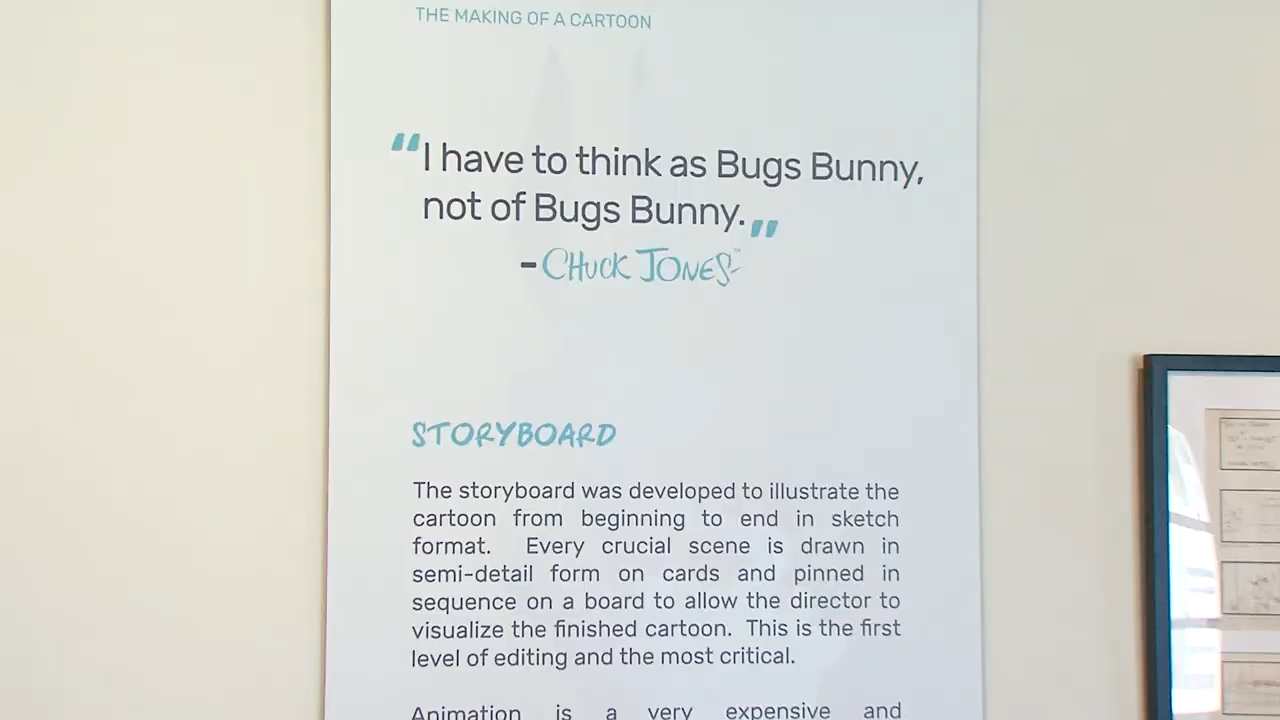 THE MAKING OF A CARTOON
"I have to think as Bugs Bunny,
not of Bugs Bunny."
- CHUCK JONES™
STORYBOARD
The storyboard was developed to illustrate the
cartoon from beginning to end in sketch
format. Every crucial scene is drawn in
semi-detail form on cards and pinned in
sequence on a board to allow the director to
visualize the finished cartoon. This is the first
level of editing and the most critical.
Animation is a very expensive and